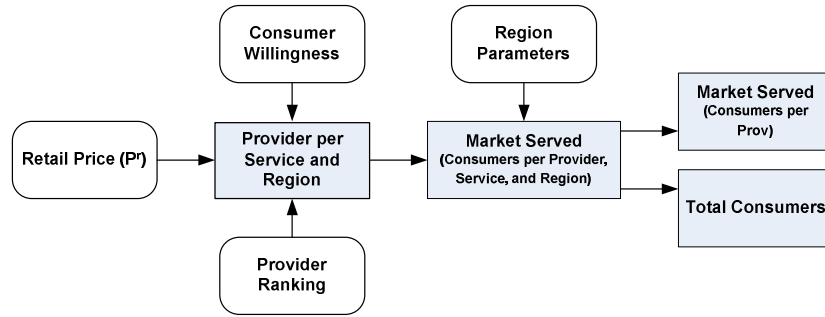 Consumer
Willingness
Region
Parameters
Retail Price (Pʳ)
Provider per
Service and
Region
Market Served
(Consumers per Provider,
Service, and Region)
Market Served
(Consumers per
Prov)
Total Consumers
Provider
Ranking